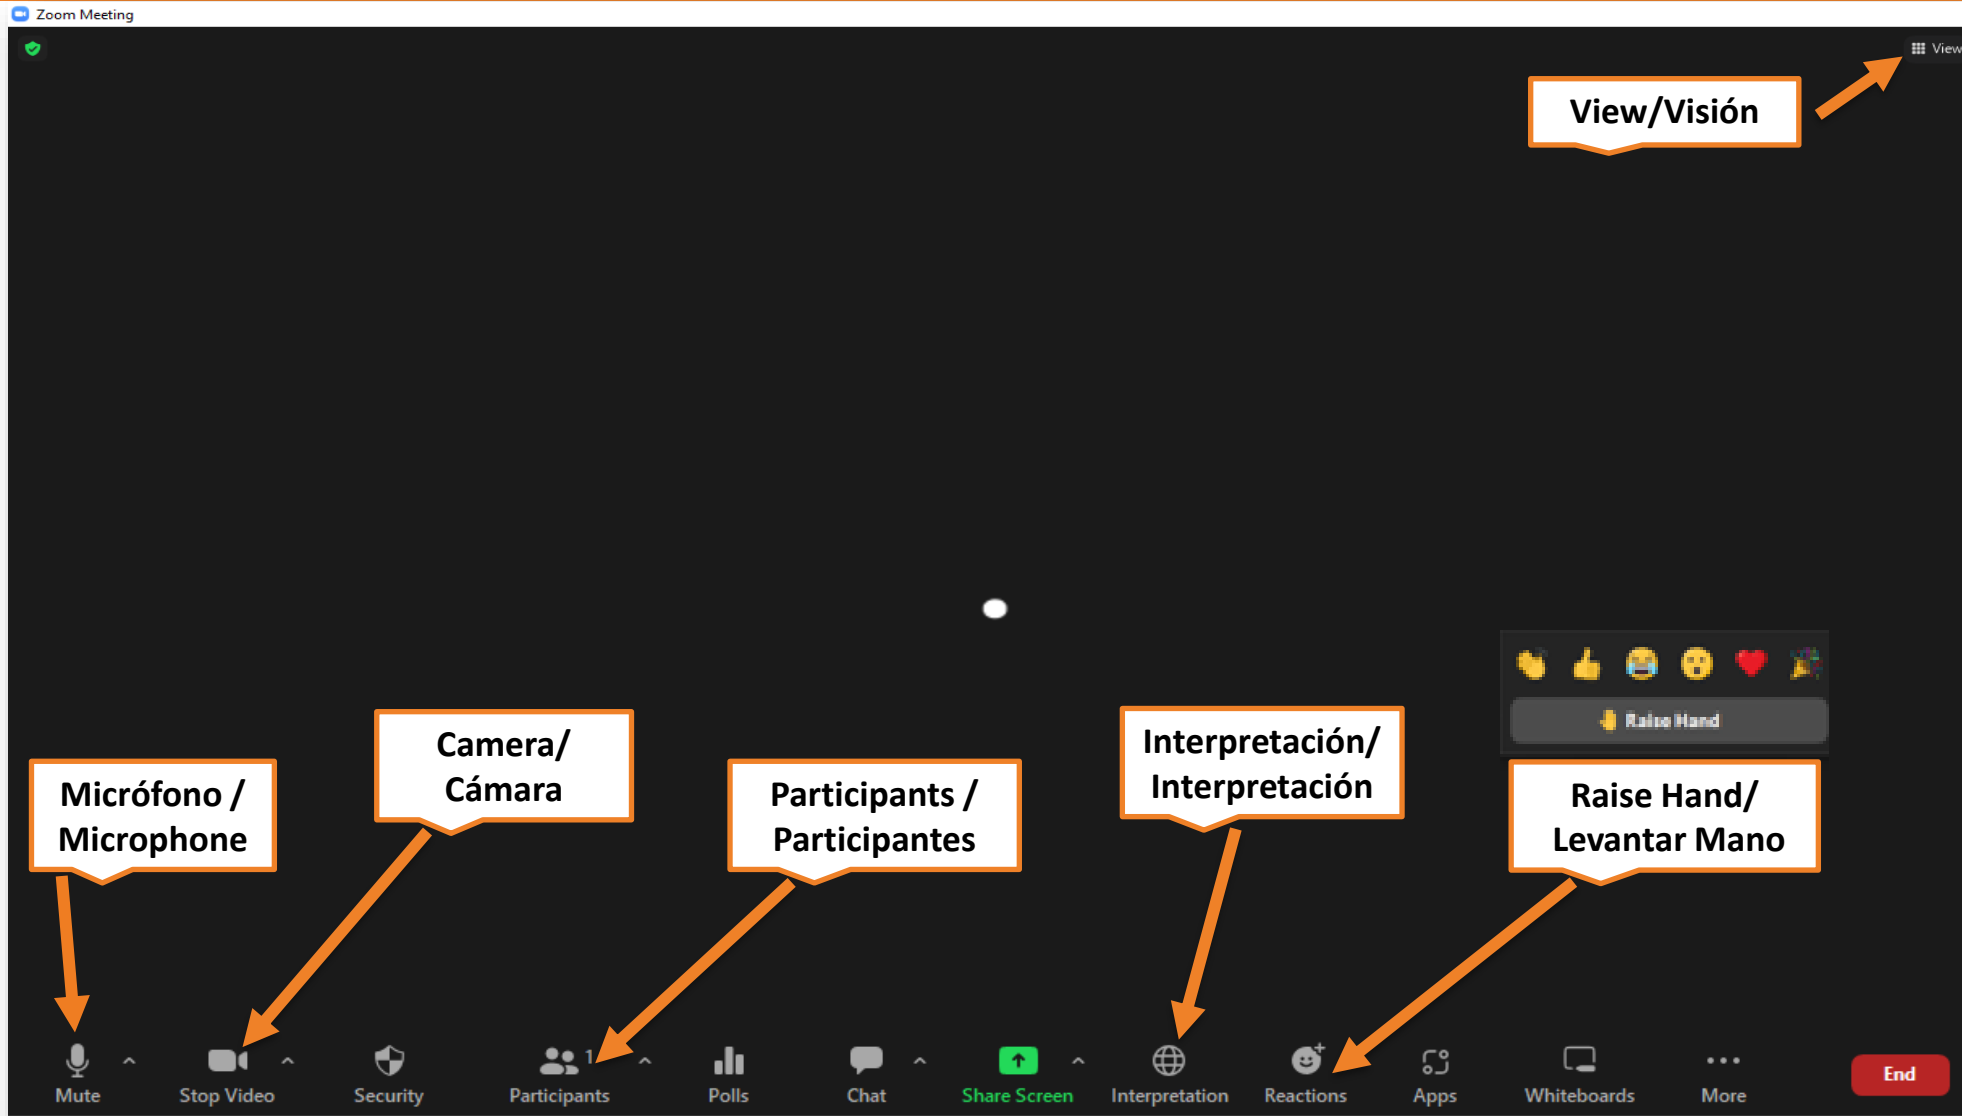 Zoom Meeting
View
View/Visión
Raise Hand
Camera/
Cámara
Interpretación/
Interpretación
Micrófono /
Microphone
Participants /
Participantes
Raise Hand/
Levantar Mano
1
Mute
Stop Video
Security
Participants
Polls
Chat
Share Screen
Interpretation
Reactions
Apps
Whiteboards
More
End